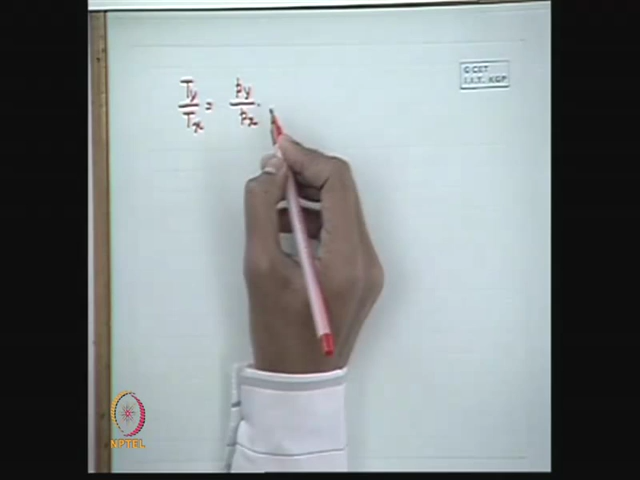 © CET
I.I.T. KGP
Ty/Tx = py/px ·
NPTEL